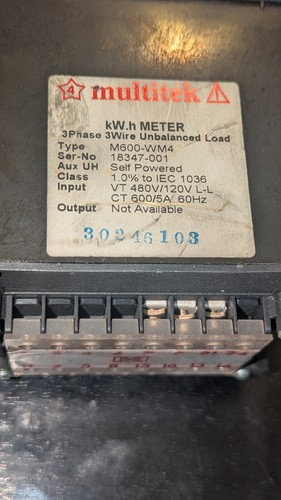 4 multitek
kW.h METER
3Phase 3Wire Unbalanced Load
Type M600-WM4
Ser-No 18347-001
Aux UH Self Powered
Class 1.0% to IEC 1036
Input VT 480V/120V L-L
CT 600/5A 60Hz
Output Not Available
30246103